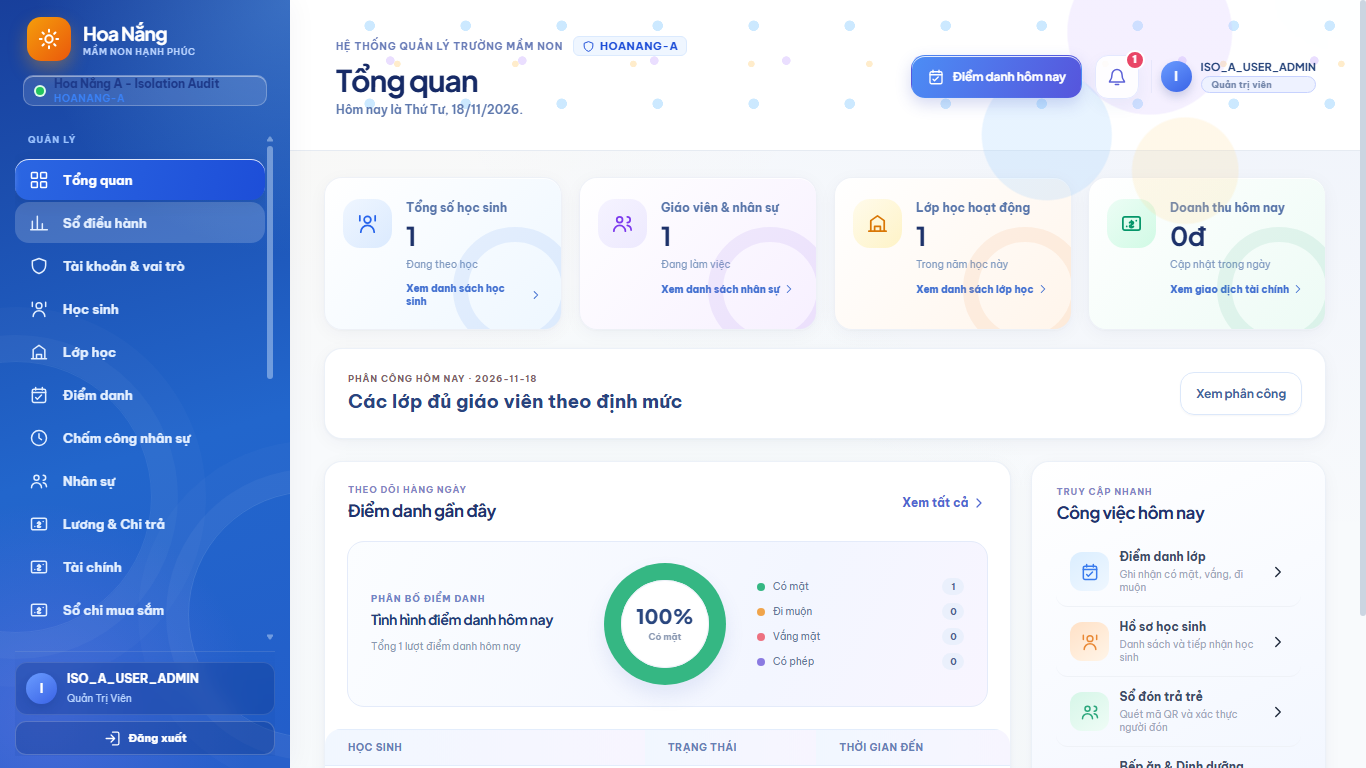 Hoa Nắng
MẦM NON HẠNH PHÚC
Hoa Nắng A - Isolation Audit
HOANANG-A
QUẢN LÝ
Tổng quan
Sổ điều hành
Tài khoản & vai trò
Học sinh
Lớp học
Điểm danh
Chấm công nhân sự
Nhân sự
Lương & Chi trả
Tài chính
Sổ chi mua sắm
I
ISO_A_USER_ADMIN
Quản Trị Viên
Đăng xuất
HỆ THỐNG QUẢN LÝ TRƯỜNG MẦM NON
HOANANG-A
Tổng quan
Hôm nay là Thứ Tư, 18/11/2026.
Điểm danh hôm nay
1
I
ISO_A_USER_ADMIN
Quản trị viên
Tổng số học sinh
1
Đang theo học
Xem danh sách học
sinh
Giáo viên & nhân sự
1
Đang làm việc
Xem danh sách nhân sự
Lớp học hoạt động
1
Trong năm học này
Xem danh sách lớp học
Doanh thu hôm nay
0đ
Cập nhật trong ngày
Xem giao dịch tài chính
PHÂN CÔNG HÔM NAY · 2026-11-18
Các lớp đủ giáo viên theo định mức
Xem phân công
THEO DÕI HÀNG NGÀY
Điểm danh gần đây
Xem tất cả
PHÂN BỐ ĐIỂM DANH
Tình hình điểm danh hôm nay
Tổng 1 lượt điểm danh hôm nay
100%
Có mặt
Có mặt 1
Đi muộn 0
Vắng mặt 0
Có phép 0
HỌC SINH TRẠNG THÁI THỜI GIAN ĐẾN
TRUY CẬP NHANH
Công việc hôm nay
Điểm danh lớp
Ghi nhận có mặt, vắng, đi
muộn
Hồ sơ học sinh
Danh sách và tiếp nhận học
sinh
Sổ đón trả trẻ
Quét mã QR và xác thực
người đón
Bếp ăn & Dinh dưỡng